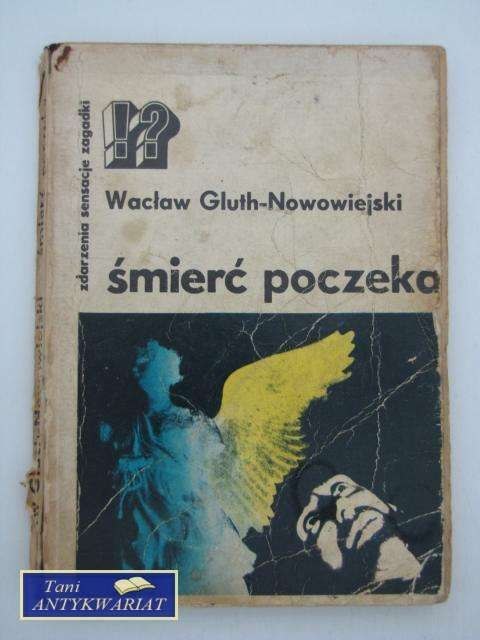 !?
zdarzenia sensacje zagadki
Wacław Gluth-Nowowiejski
śmierć poczeka
Tani
ANTYKWARIAT